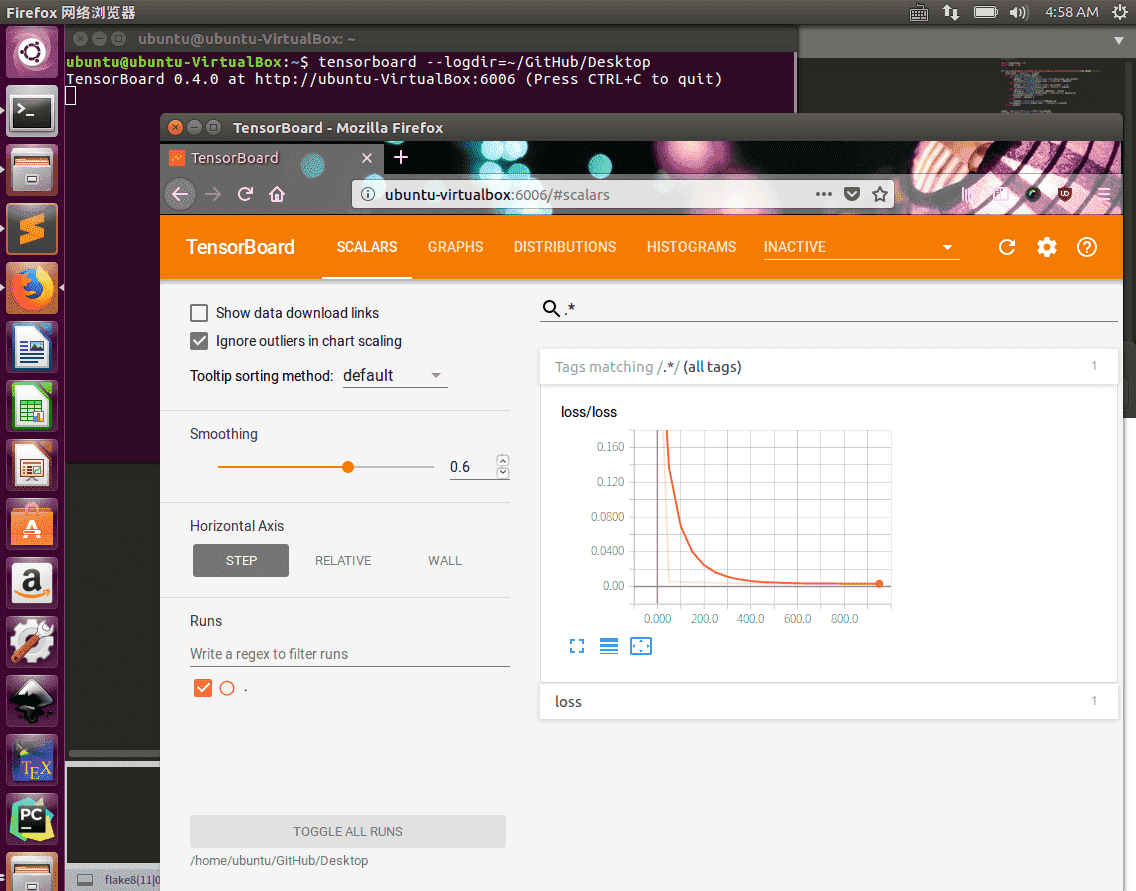 Firefox 网络浏览器
4:58 AM
ubuntu@ubuntu-VirtualBox: ~
ubuntu@ubuntu-VirtualBox:~$ tensorboard --logdir=~/GitHub/Desktop
TensorBoard 0.4.0 at http://ubuntu-VirtualBox:6006 (Press CTRL+C to quit)
TensorBoard - Mozilla Firefox
TensorBoard
ubuntu-virtualbox:6006/#scalars
TensorBoard SCALARS GRAPHS DISTRIBUTIONS HISTOGRAMS INACTIVE
Show data download links
Ignore outliers in chart scaling
Tooltip sorting method: default
Smoothing
0.6
Horizontal Axis
STEP RELATIVE WALL
Runs
Write a regex to filter runs
.
TOGGLE ALL RUNS
/home/ubuntu/GitHub/Desktop
.*
Tags matching /.*/ (all tags) 1
loss/loss
0.160
0.120
0.0800
0.0400
0.00
0.000 200.0 400.0 600.0 800.0
loss 1
a
TEX
PC
flake8(11|0